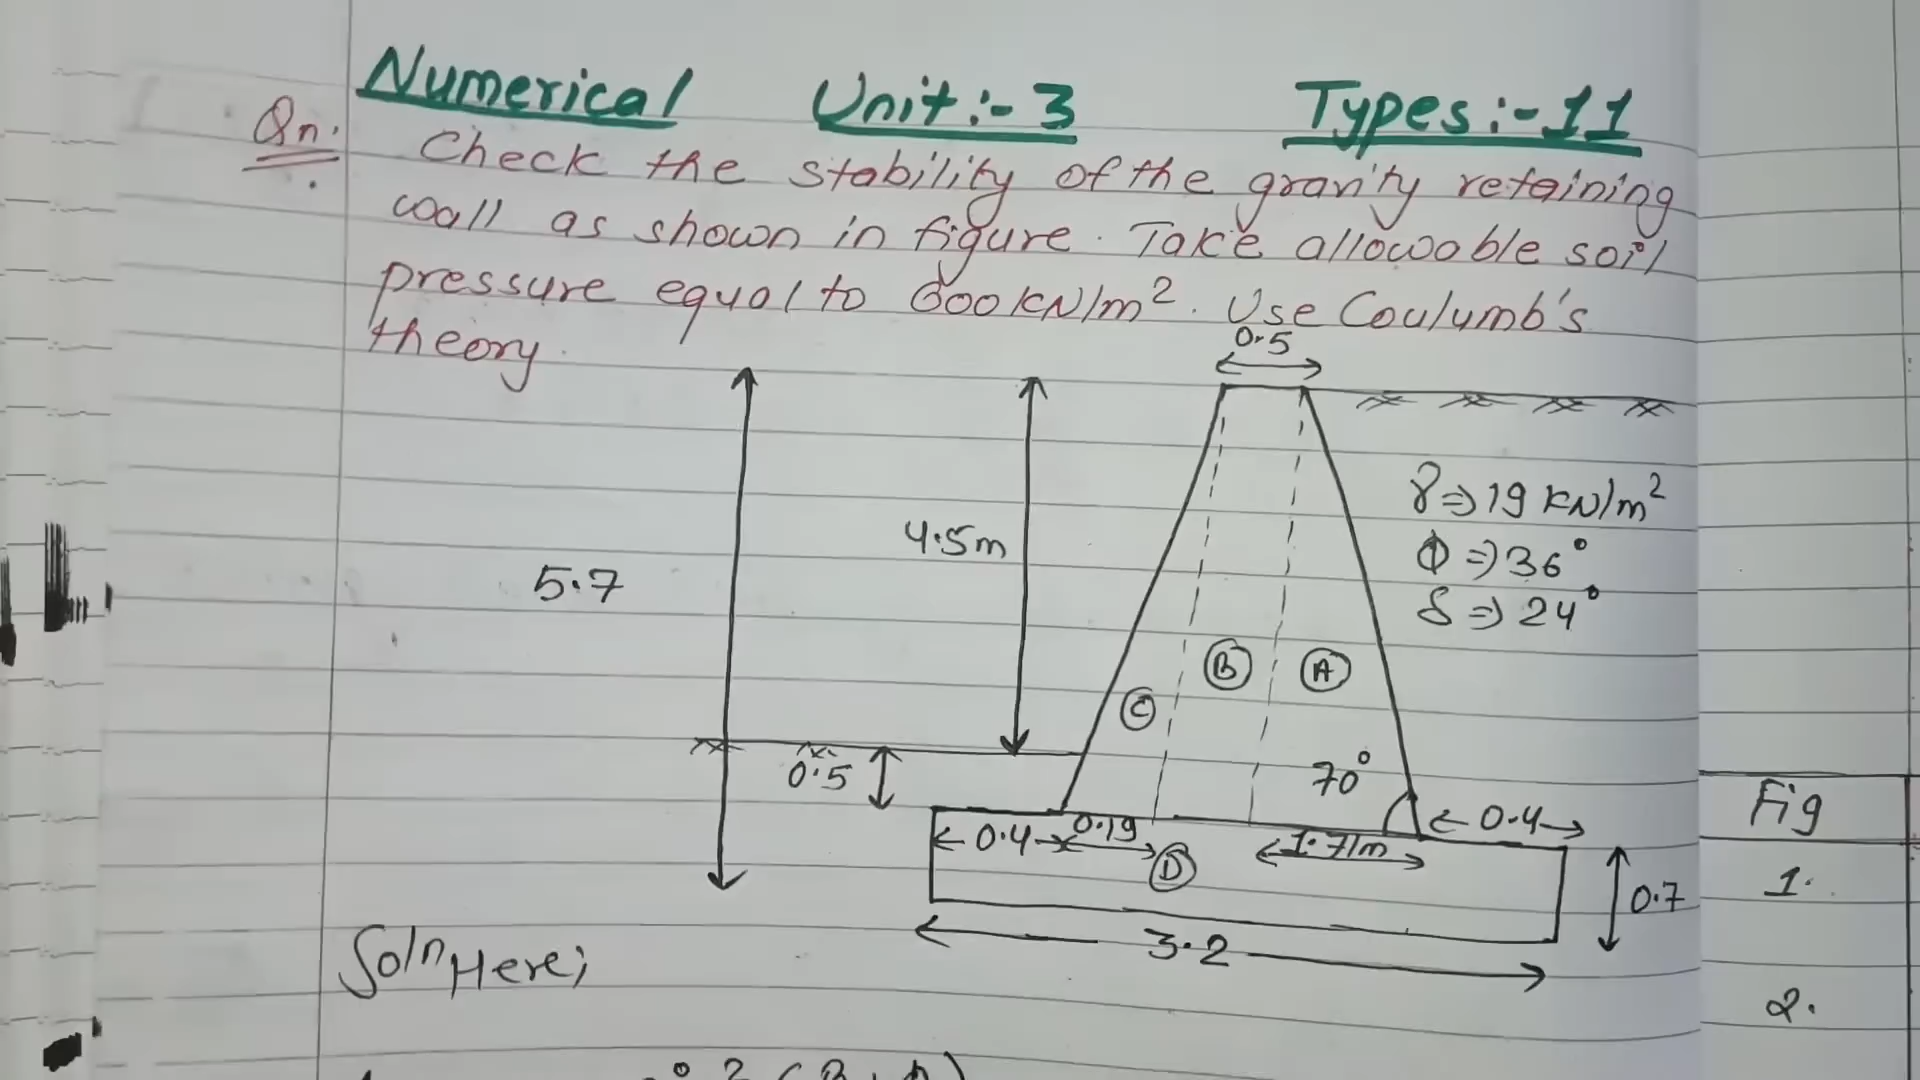 Numerical Unit:- 3 Types:- 11
Qn. Check the stability of the gravity retaining
wall as shown in figure. Take allowable soil
pressure equal to 600 kN/m². Use Coulumb's
theory.
0.5
4.5m
5.7
γ⇒19 kN/m²
Φ⇒36°
δ⇒24°
B
A
C
70°
0.5
0.4
0.19
1.71m
0.4
D
0.7
3.2
Fig
1.
2.
Soln Here;